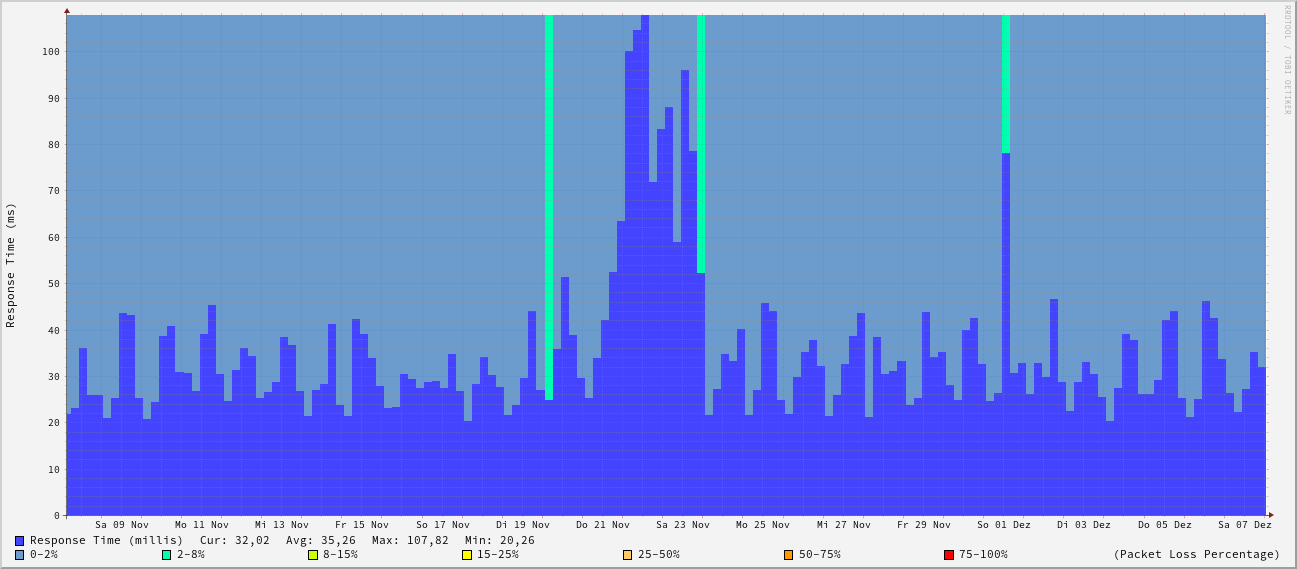 RRDTOOL / TOBI OETIKER
Response Time (ms)
100
90
80
70
60
50
40
30
20
10
0
Sa 09 Nov Mo 11 Nov Mi 13 Nov Fr 15 Nov So 17 Nov Di 19 Nov Do 21 Nov Sa 23 Nov Mo 25 Nov Mi 27 Nov Fr 29 Nov So 01 Dez Di 03 Dez Do 05 Dez Sa 07 Dez
Response Time (millis) Cur: 32,02 Avg: 35,26 Max: 107,82 Min: 20,26
0-2% 2-8% 8-15% 15-25% 25-50% 50-75% 75-100% (Packet Loss Percentage)